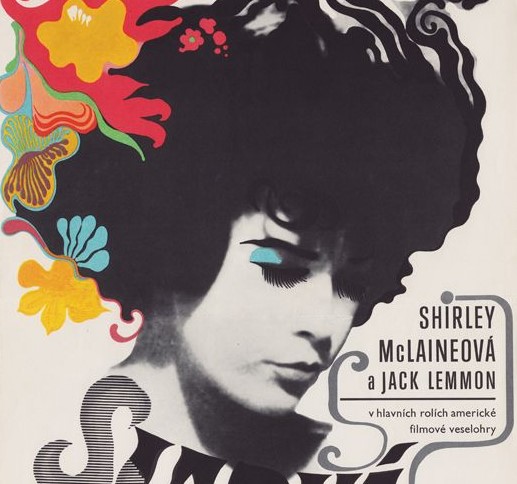 SHIRLEY
McLAINEOVÁ
a JACK LEMMON
v hlavních rolích americké
filmové veselohry